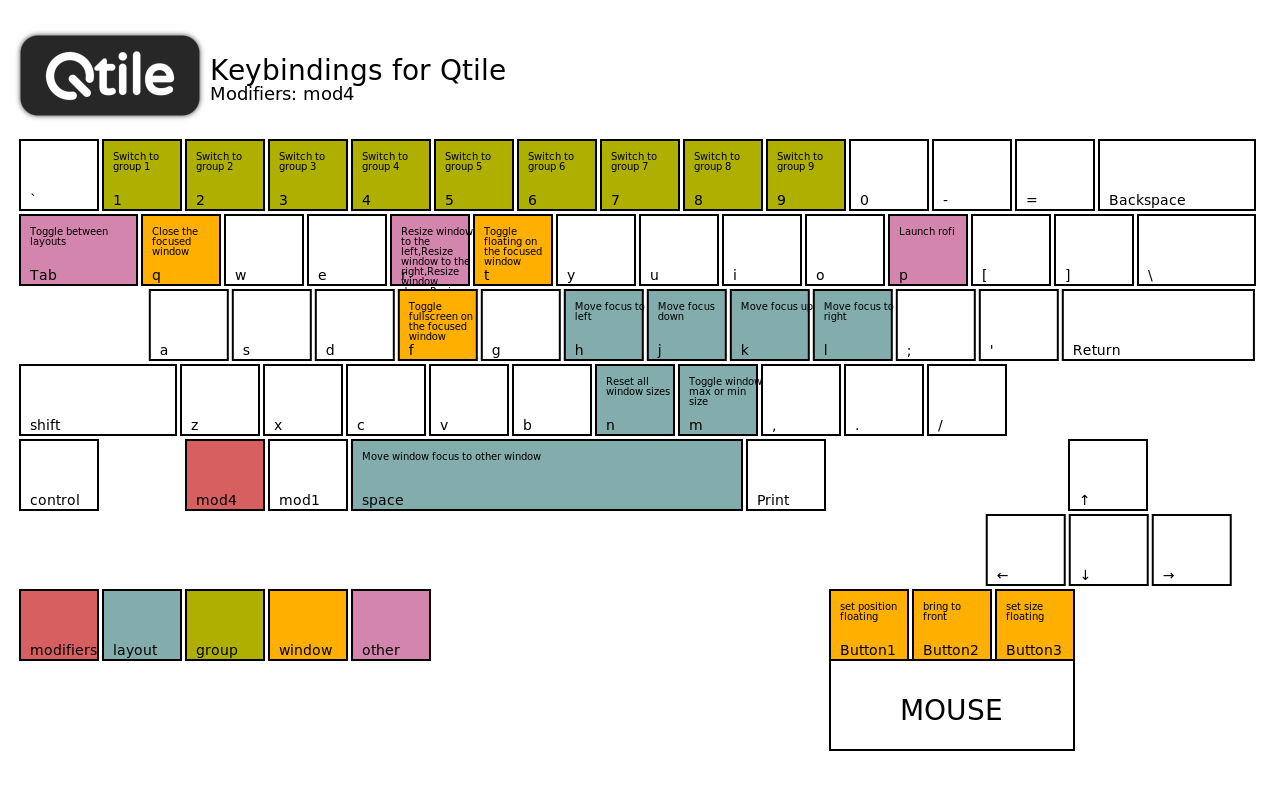 Qtile
Keybindings for Qtile
Modifiers: mod4
`
Switch to
group 1
1
Switch to
group 2
2
Switch to
group 3
3
Switch to
group 4
4
Switch to
group 5
5
Switch to
group 6
6
Switch to
group 7
7
Switch to
group 8
8
Switch to
group 9
9
0
-
=
Backspace
Toggle between
layouts
Tab
Close the
focused
window
q
w
e
Resize window
to the
left,Resize
window to the
right,Resize
window
Toggle
floating on
the focused
window
t
y
u
i
o
Launch rofi
p
[
]
\
a
s
d
Toggle
fullscreen on
the focused
window
f
g
Move focus to
left
h
Move focus
down
j
Move focus up
k
Move focus to
right
l
;
'
Return
shift
z
x
c
v
b
Reset all
window sizes
n
Toggle window
max or min
size
m
,
.
/
control
mod4
mod1
Move window focus to other window
space
Print
↑
←
↓
→
modifiers
layout
group
window
other
set position
floating
Button1
bring to
front
Button2
set size
floating
Button3
MOUSE